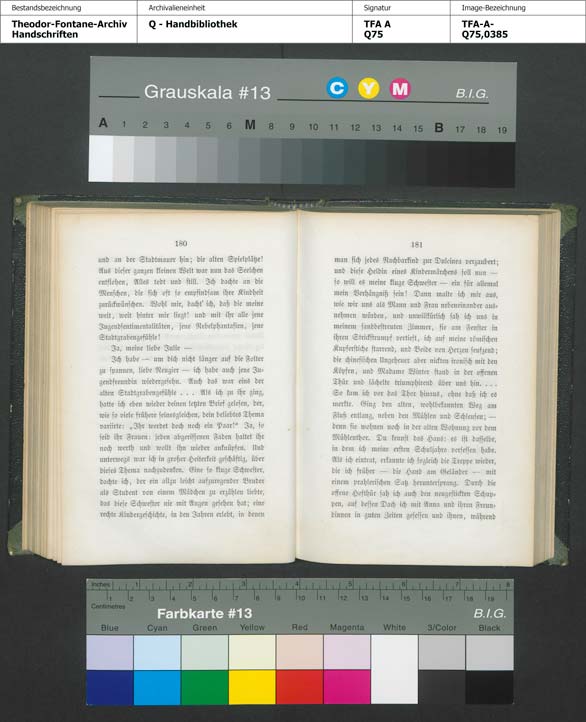 Bestandsbezeichnung
Theodor-Fontane-Archiv
Handschriften
Archivalieneinheit
Q - Handbibliothek
Signatur
TFA A
Q75
Image-Bezeichnung
TFA-A-
Q75,0385
Grauskala #13
C Y M
B.I.G.
A 1 2 3 4 5 6 M 8 9 10 11 12 13 14 15 B 17 18 19
180
und an der Stadtmauer hin; die alten Spielplätze!
Aus dieser ganzen kleinen Welt war nun das Seelchen
entflohen, Alles todt und still. Ich dachte an die
Menschen, die sich oft so empfindsam ihre Kindheit
zurückwünschen. Wohl mir, dacht' ich, daß die meine
weit, weit hinter mir liegt! und mit ihr alle jene
Jugendsentimentalitäten, jene Nebelphantasien, jene
Stadtgrabengefühle!
Ja, meine liebe Julie —
Ich habe — um dich nicht länger auf die Folter
zu spannen, liebe Neugier — ich habe auch jene Ju-
gendfreundin wiedergesehn. Auch das war eins der
alten Stadtgrabengefühle . . . Als ich zu ihr ging,
hatte ich eben wieder deinen letzten Brief gelesen, der,
wie so viele frühere seinesgleichen, dein beliebtes Thema
variirte: „Ihr werdet doch noch ein Paar!“ Ja, so
seid ihr Frauen: jeden abgerissenen Faden haltet ihr
noch werth und wollt ihn wieder anknüpfen. Und
unterwegs war ich in großer Heiterkeit geschäftig, über
dieses Thema nachzudenken. Eine so kluge Schwester,
dachte ich, der ein allzu leicht aufzuregender Bruder
als Student von einem Mädchen zu erzählen liebte,
das diese Schwester nie mit Augen gesehen hat; eine
rechte Kindergeschichte, in den Jahren erlebt, in denen
181
man sich jedes Nachbarkind zur Dulcinea verzaubert;
und diese Heldin eines Kindermärchens soll nun —
so will es meine kluge Schwester — ein für allemal
mein Verhängniß sein! Dann malte ich mir aus,
wie wir uns als Mann und Frau nebeneinander aus-
nehmen würden, und unwillkürlich sah ich uns in
meinem sandbestreuten Zimmer, sie am Fenster in
ihren Strickstrumpf vertieft, ich auf meine römischen
Kupferstiche starrend, und Beide von Herzen seufzend;
die chinesischen Ungeheuer aber nickten ironisch mit den
Köpfen, und Madame Winter stand in der offenen
Thür und lächelte triumphirend über uns hin. . . .
So kam ich vor das Thor hinaus, ohne daß ich es
merkte. Ging den alten, wohlbekannten Weg am
Fluß entlang, neben den Mühlen und Schleusen; —
denn sie wohnen noch in der alten Wohnung vor dem
Mühlenthor. Du kennst das Haus: es ist dasselbe,
in dem ich meine ersten Schuljahre versessen habe.
Als ich eintrat, erkannte ich sogleich die Treppe wieder,
die ich früher — die Hand am Geländer — mit
einem prahlerischen Satz heruntersprang. Durch die
offene Hofthür sah ich auch den neugeflickten Schup-
pen, auf dessen Dach ich mit Anna und ihren Freun-
dinnen in guten Zeiten gesessen und ihnen, während
Inches 1 2 3 4 5 6 7 8
Centimetres 1 2 3 4 5 6 7 8 9 10 11 12 13 14 15 16 17 18 19
Farbkarte #13
B.I.G.
Blue Cyan Green Yellow Red Magenta White 3/Color Black